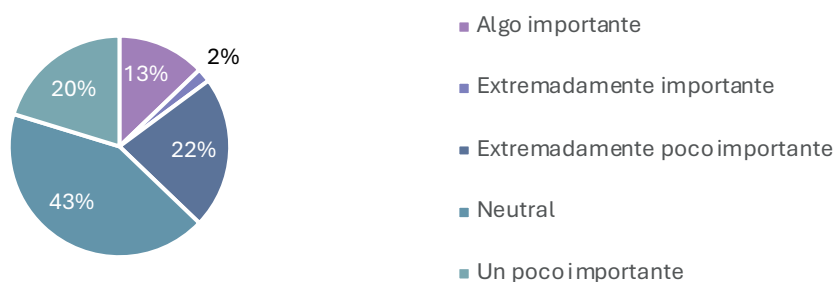 Algo importante
2%
13%
Extremadamente importante
20%
22%
Extremadamente poco importante
43%
Neutral
Un poco importante